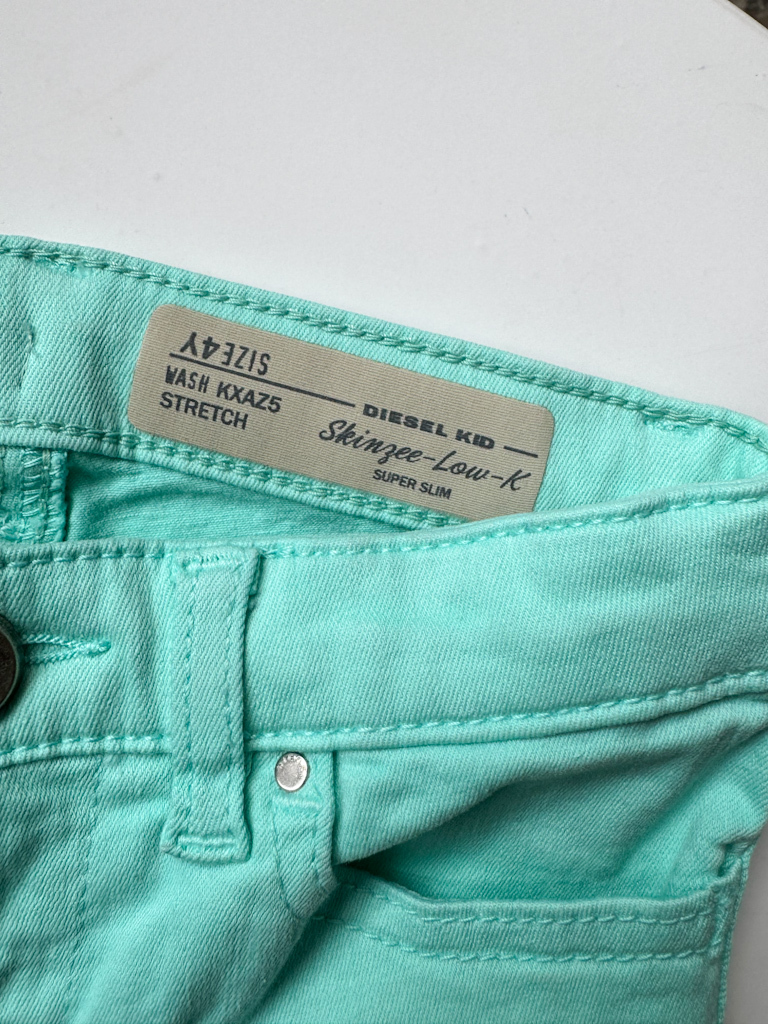 SIZE4Y
WASH KXAZ5
STRETCH
DIESEL KID
Skinzee-Low-K
SUPER SLIM